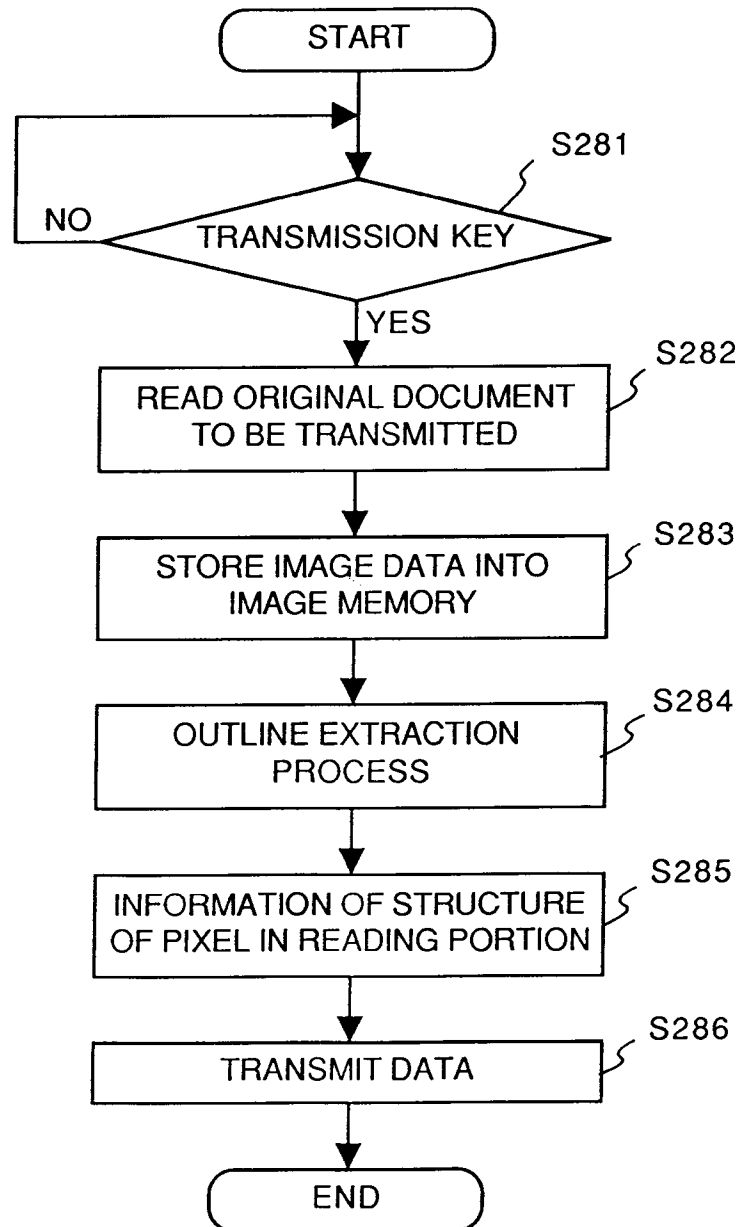 START
S281
NO
TRANSMISSION KEY
YES
S282
READ ORIGINAL DOCUMENT
TO BE TRANSMITTED
S283
STORE IMAGE DATA INTO
IMAGE MEMORY
S284
OUTLINE EXTRACTION
PROCESS
S285
INFORMATION OF STRUCTURE
OF PIXEL IN READING PORTION
S286
TRANSMIT DATA
END